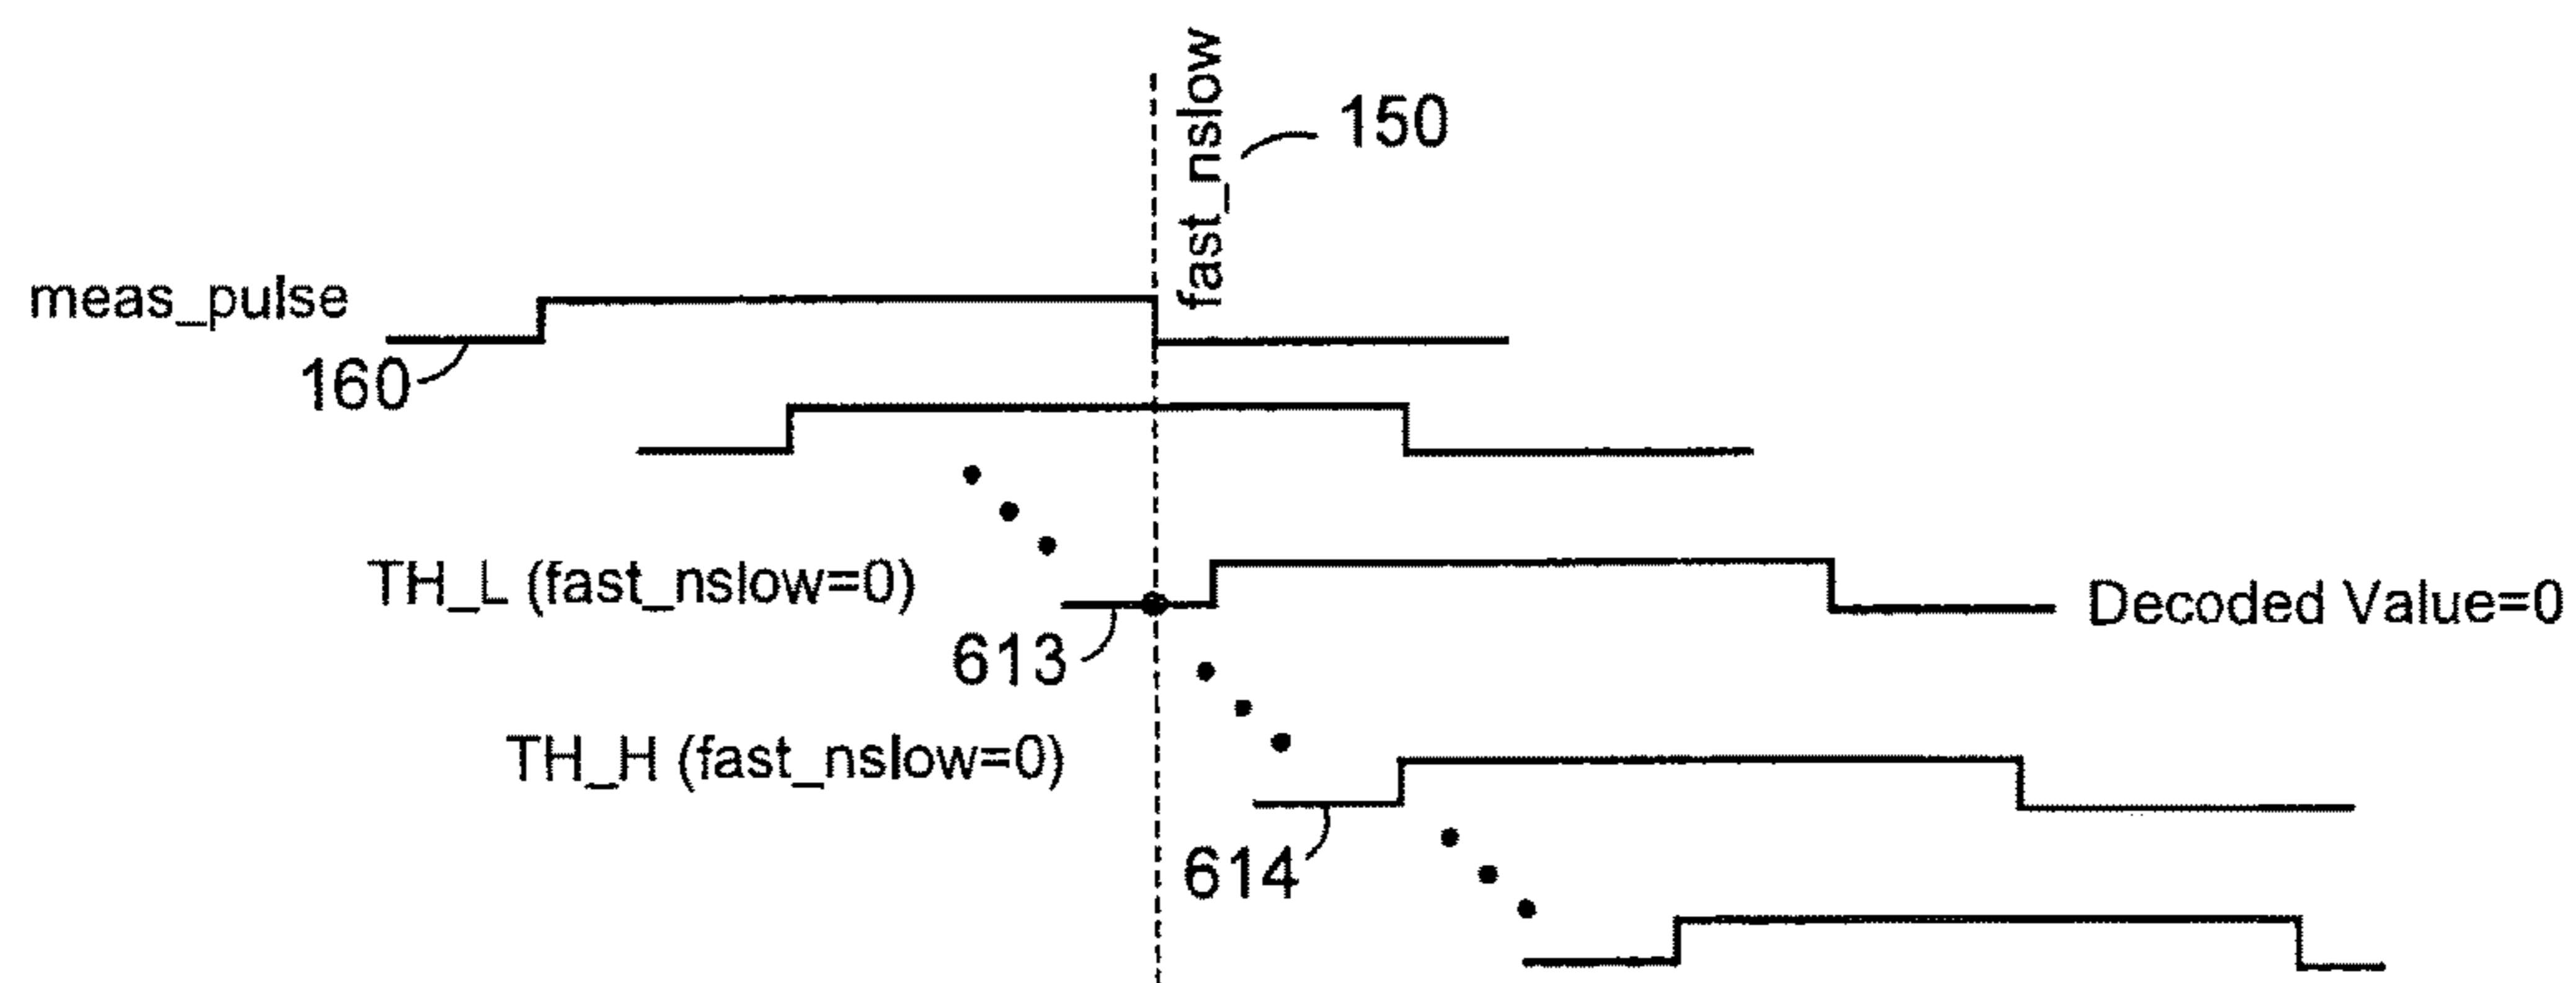 fast_nslow
150
meas_pulse
160
TH_L (fast_nslow=0)
Decoded Value=0
613
TH_H (fast_nslow=0)
614